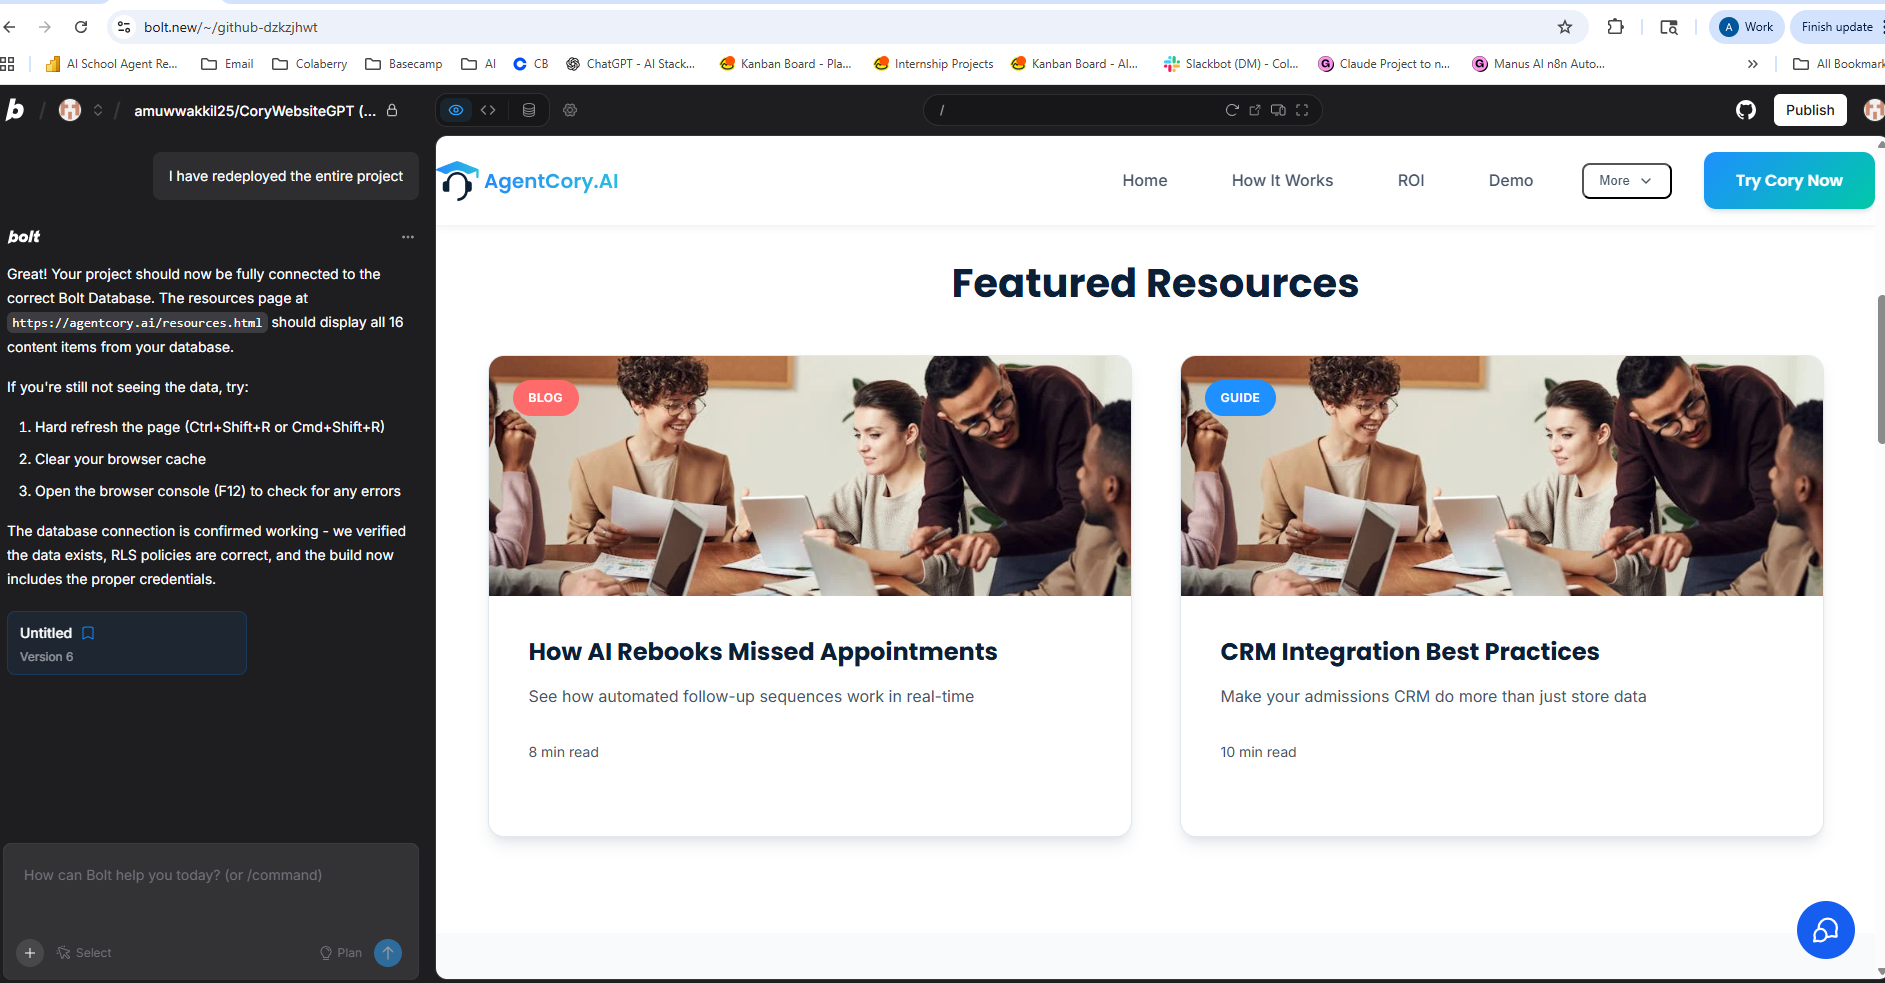 bolt.new/~/github-dzkzjhwt
A Work
Finish update
AI School Agent Re...
Email
Colaberry
Basecamp
AI
CB
ChatGPT - AI Stack...
Kanban Board - Pla...
Internship Projects
Kanban Board - AI...
Slackbot (DM) - Col...
Claude Project to n...
Manus AI n8n Auto...
All Bookmark
b / / amuwwakkil25/CoryWebsiteGPT (...
/
Publish
I have redeployed the entire project
bolt
Great! Your project should now be fully connected to the
correct Bolt Database. The resources page at
https://agentcory.ai/resources.html should display all 16
content items from your database.
If you're still not seeing the data, try:
1. Hard refresh the page (Ctrl+Shift+R or Cmd+Shift+R)
2. Clear your browser cache
3. Open the browser console (F12) to check for any errors
The database connection is confirmed working - we verified
the data exists, RLS policies are correct, and the build now
includes the proper credentials.
Untitled
Version 6
How can Bolt help you today? (or /command)
Select
Plan
AgentCory.AI
Home
How It Works
ROI
Demo
More
Try Cory Now
Featured Resources
BLOG
How AI Rebooks Missed Appointments
See how automated follow-up sequences work in real-time
8 min read
GUIDE
CRM Integration Best Practices
Make your admissions CRM do more than just store data
10 min read